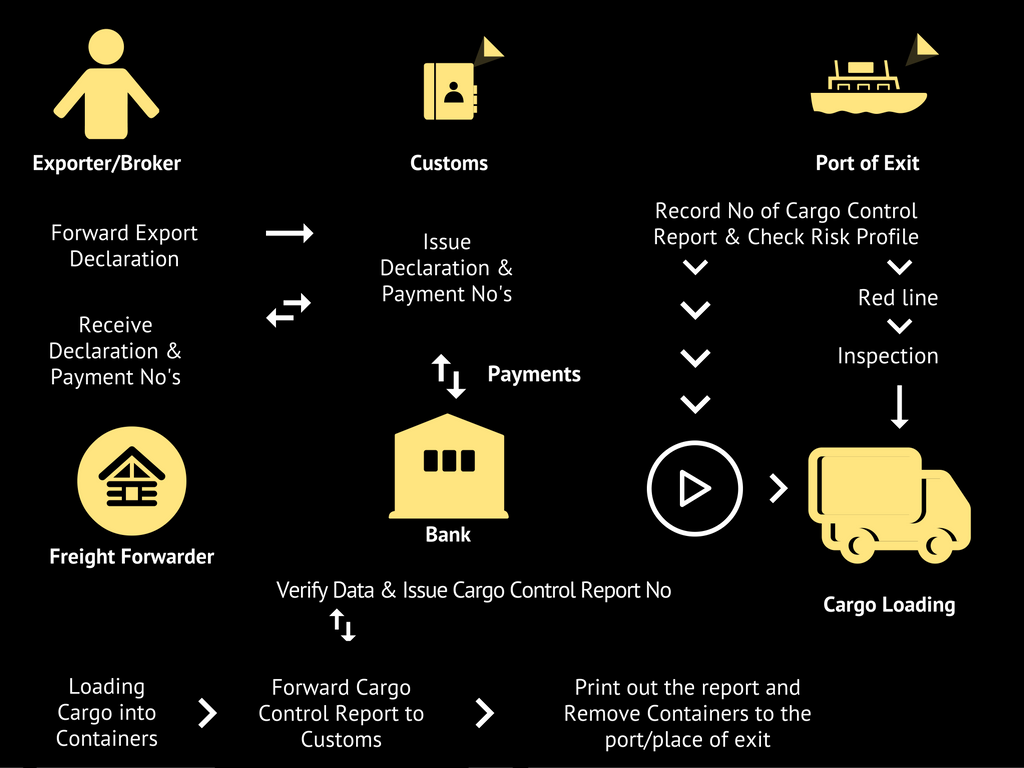 Exporter/Broker
Customs
Port of Exit
Forward Export
Declaration
Issue
Declaration &
Payment No's
Record No of Cargo Control
Report & Check Risk Profile
Red line
Inspection
Receive
Declaration &
Payment No's
Payments
Freight Forwarder
Bank
Cargo Loading
Verify Data & Issue Cargo Control Report No
Loading
Cargo into
Containers
Forward Cargo
Control Report to
Customs
Print out the report and
Remove Containers to the
port/place of exit